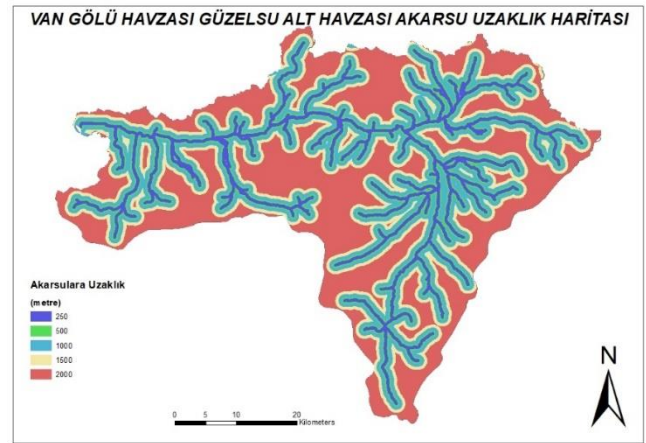 VAN GÖLÜ HAVZASI GÜZELSU ALT HAVZASI AKARSU UZAKLIK HARİTASI
Akarsulara Uzaklık
(metre)
250
500
1000
1500
2000
0 5 10 20
Kilometers
N